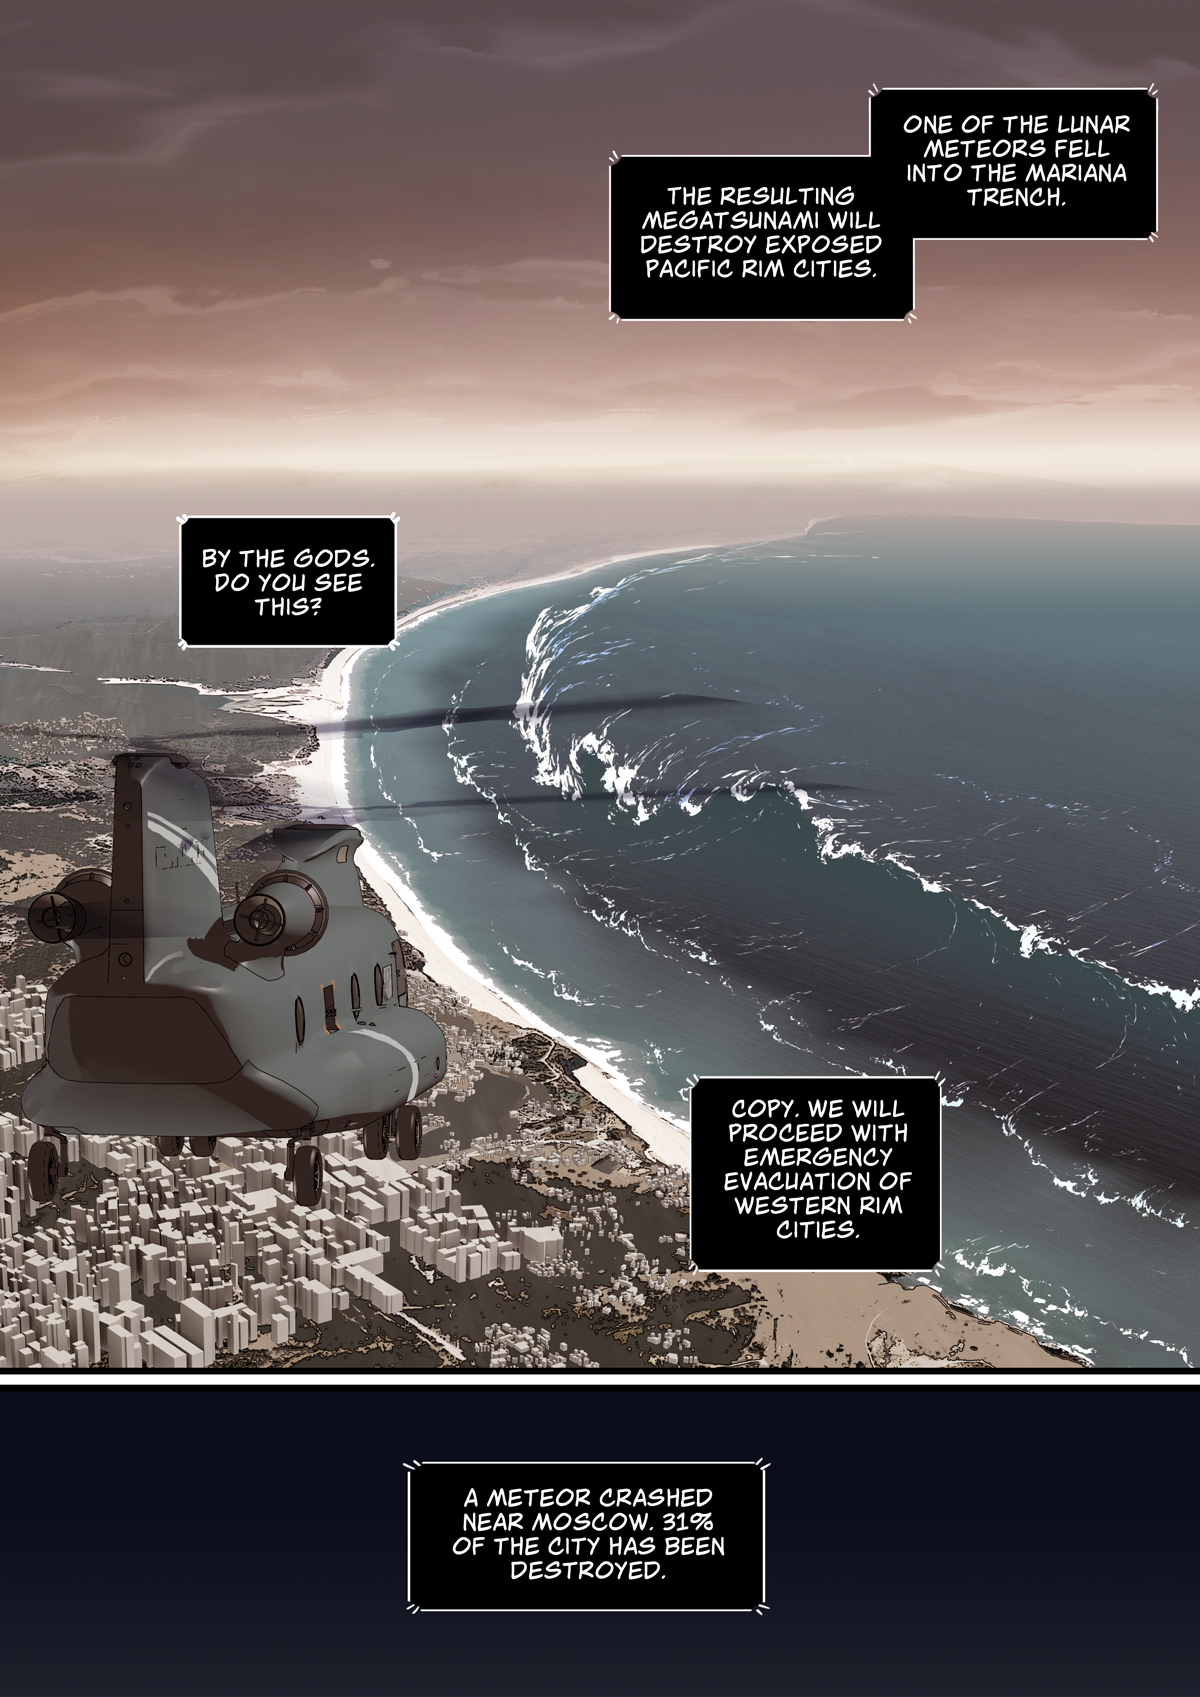 ONE OF THE LUNAR
METEORS FELL
INTO THE MARIANA
TRENCH.
THE RESULTING
MEGATSUNAMI WILL
DESTROY EXPOSED
PACIFIC RIM CITIES.
BY THE GODS.
DO YOU SEE
THIS?
COPY. WE WILL
PROCEED WITH
EMERGENCY
EVACUATION OF
WESTERN RIM
CITIES.
A METEOR CRASHED
NEAR MOSCOW. 31%
OF THE CITY HAS BEEN
DESTROYED.